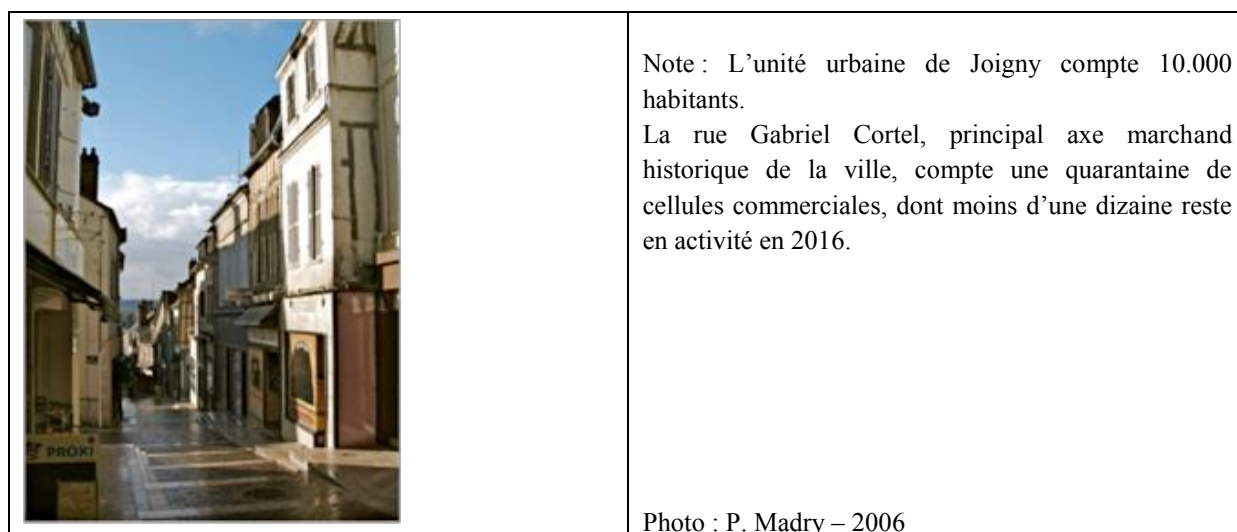 Note : L’unité urbaine de Joigny compte 10.000
habitants.
La rue Gabriel Cortel, principal axe marchand
historique de la ville, compte une quarantaine de
cellules commerciales, dont moins d’une dizaine reste
en activité en 2016.
PROXI
Photo : P. Madry – 2006